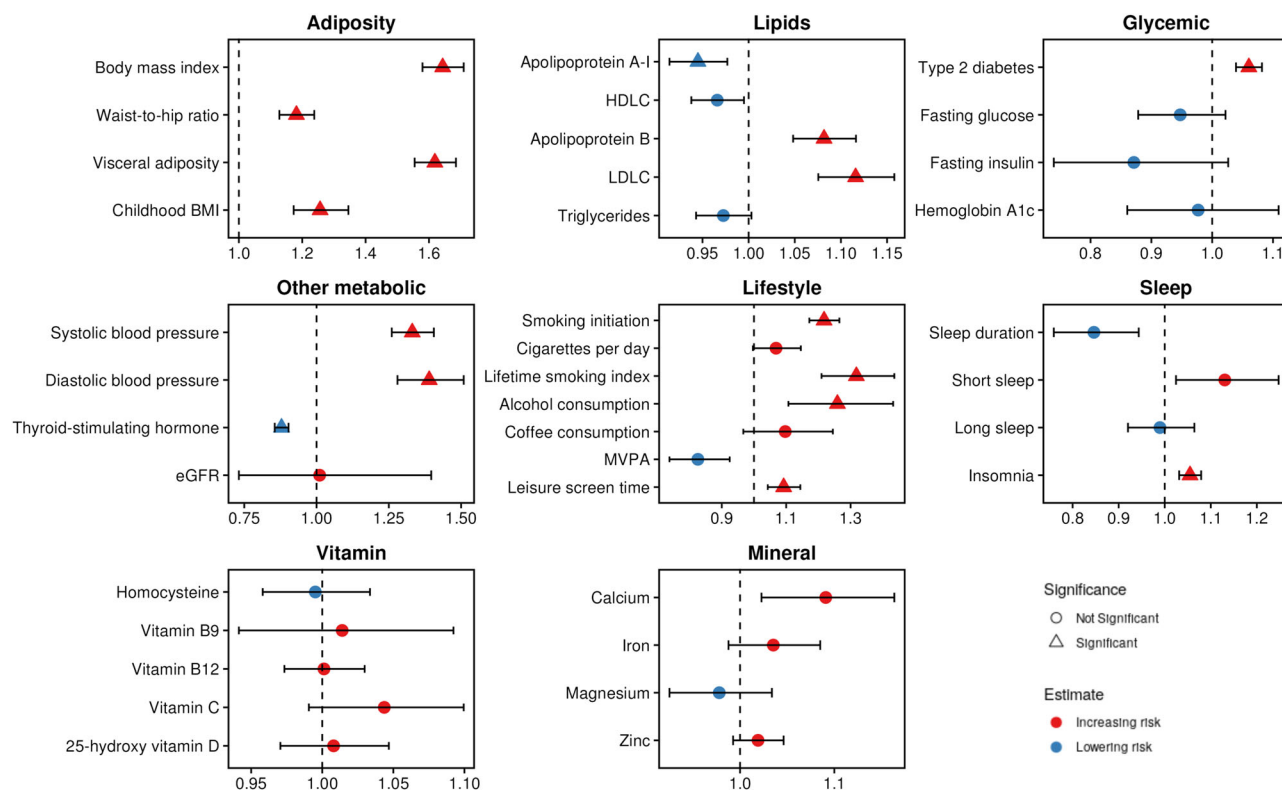 Adiposity
Body mass index
Waist-to-hip ratio
Visceral adiposity
Childhood BMI
1.0 1.2 1.4 1.6
Lipids
Apolipoprotein A-I
HDLC
Apolipoprotein B
LDLC
Triglycerides
0.95 1.00 1.05 1.10 1.15
Glycemic
Type 2 diabetes
Fasting glucose
Fasting insulin
Hemoglobin A1c
0.8 0.9 1.0 1.1
Other metabolic
Systolic blood pressure
Diastolic blood pressure
Thyroid-stimulating hormone
eGFR
0.75 1.00 1.25 1.50
Lifestyle
Smoking initiation
Cigarettes per day
Lifetime smoking index
Alcohol consumption
Coffee consumption
MVPA
Leisure screen time
0.9 1.1 1.3
Sleep
Sleep duration
Short sleep
Long sleep
Insomnia
0.8 0.9 1.0 1.1 1.2
Vitamin
Homocysteine
Vitamin B9
Vitamin B12
Vitamin C
25-hydroxy vitamin D
0.95 1.00 1.05 1.10
Mineral
Calcium
Iron
Magnesium
Zinc
1.0 1.1
Significance
Not Significant
Significant
Estimate
Increasing risk
Lowering risk